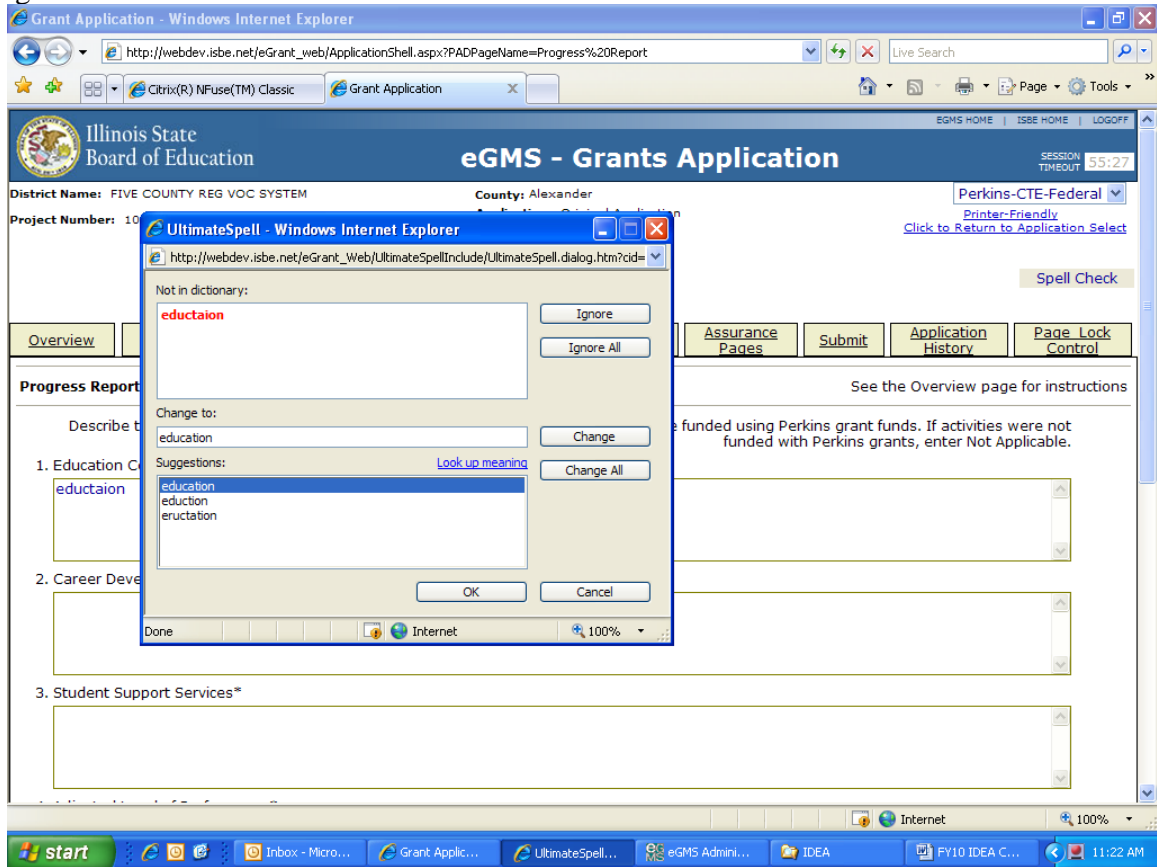 Grant Application - Windows Internet Explorer
http://webdev.isbe.net/eGrant_web/ApplicationShell.aspx?PADPageName=Progress%20Report
Live Search
Citrix(R) NFuse(TM) Classic
Grant Application
Page
Tools
EGMS HOME | ISBE HOME | LOGOFF
Illinois State
Board of Education
eGMS - Grants Application
SESSION
TIMEOUT
55:27
District Name: FIVE COUNTY REG VOC SYSTEM
County: Alexander
Perkins-CTE-Federal
Project Number: 10
Printer-Friendly
Click to Return to Application Select
Spell Check
Overview
Assurance
Pages
Submit
Application
History
Page_Lock
Control
Progress Report
See the Overview page for instructions
Describe t
funded using Perkins grant funds. If activities were not
funded with Perkins grants, enter Not Applicable.
1. Education C
eductaion
2. Career Deve
3. Student Support Services*
UltimateSpell - Windows Internet Explorer
http://webdev.isbe.net/eGrant_Web/UltimateSpellInclude/UltimateSpell.dialog.htm?cid=
Not in dictionary:
eductaion
Ignore
Ignore All
Change to:
education
Change
Suggestions:
Look up meaning
Change All
education
eduction
eructation
OK
Cancel
Done
Internet
100%
Internet
100%
start
Inbox - Micro...
Grant Applic...
UltimateSpell...
eGMS Admini...
IDEA
FY10 IDEA C...
11:22 AM